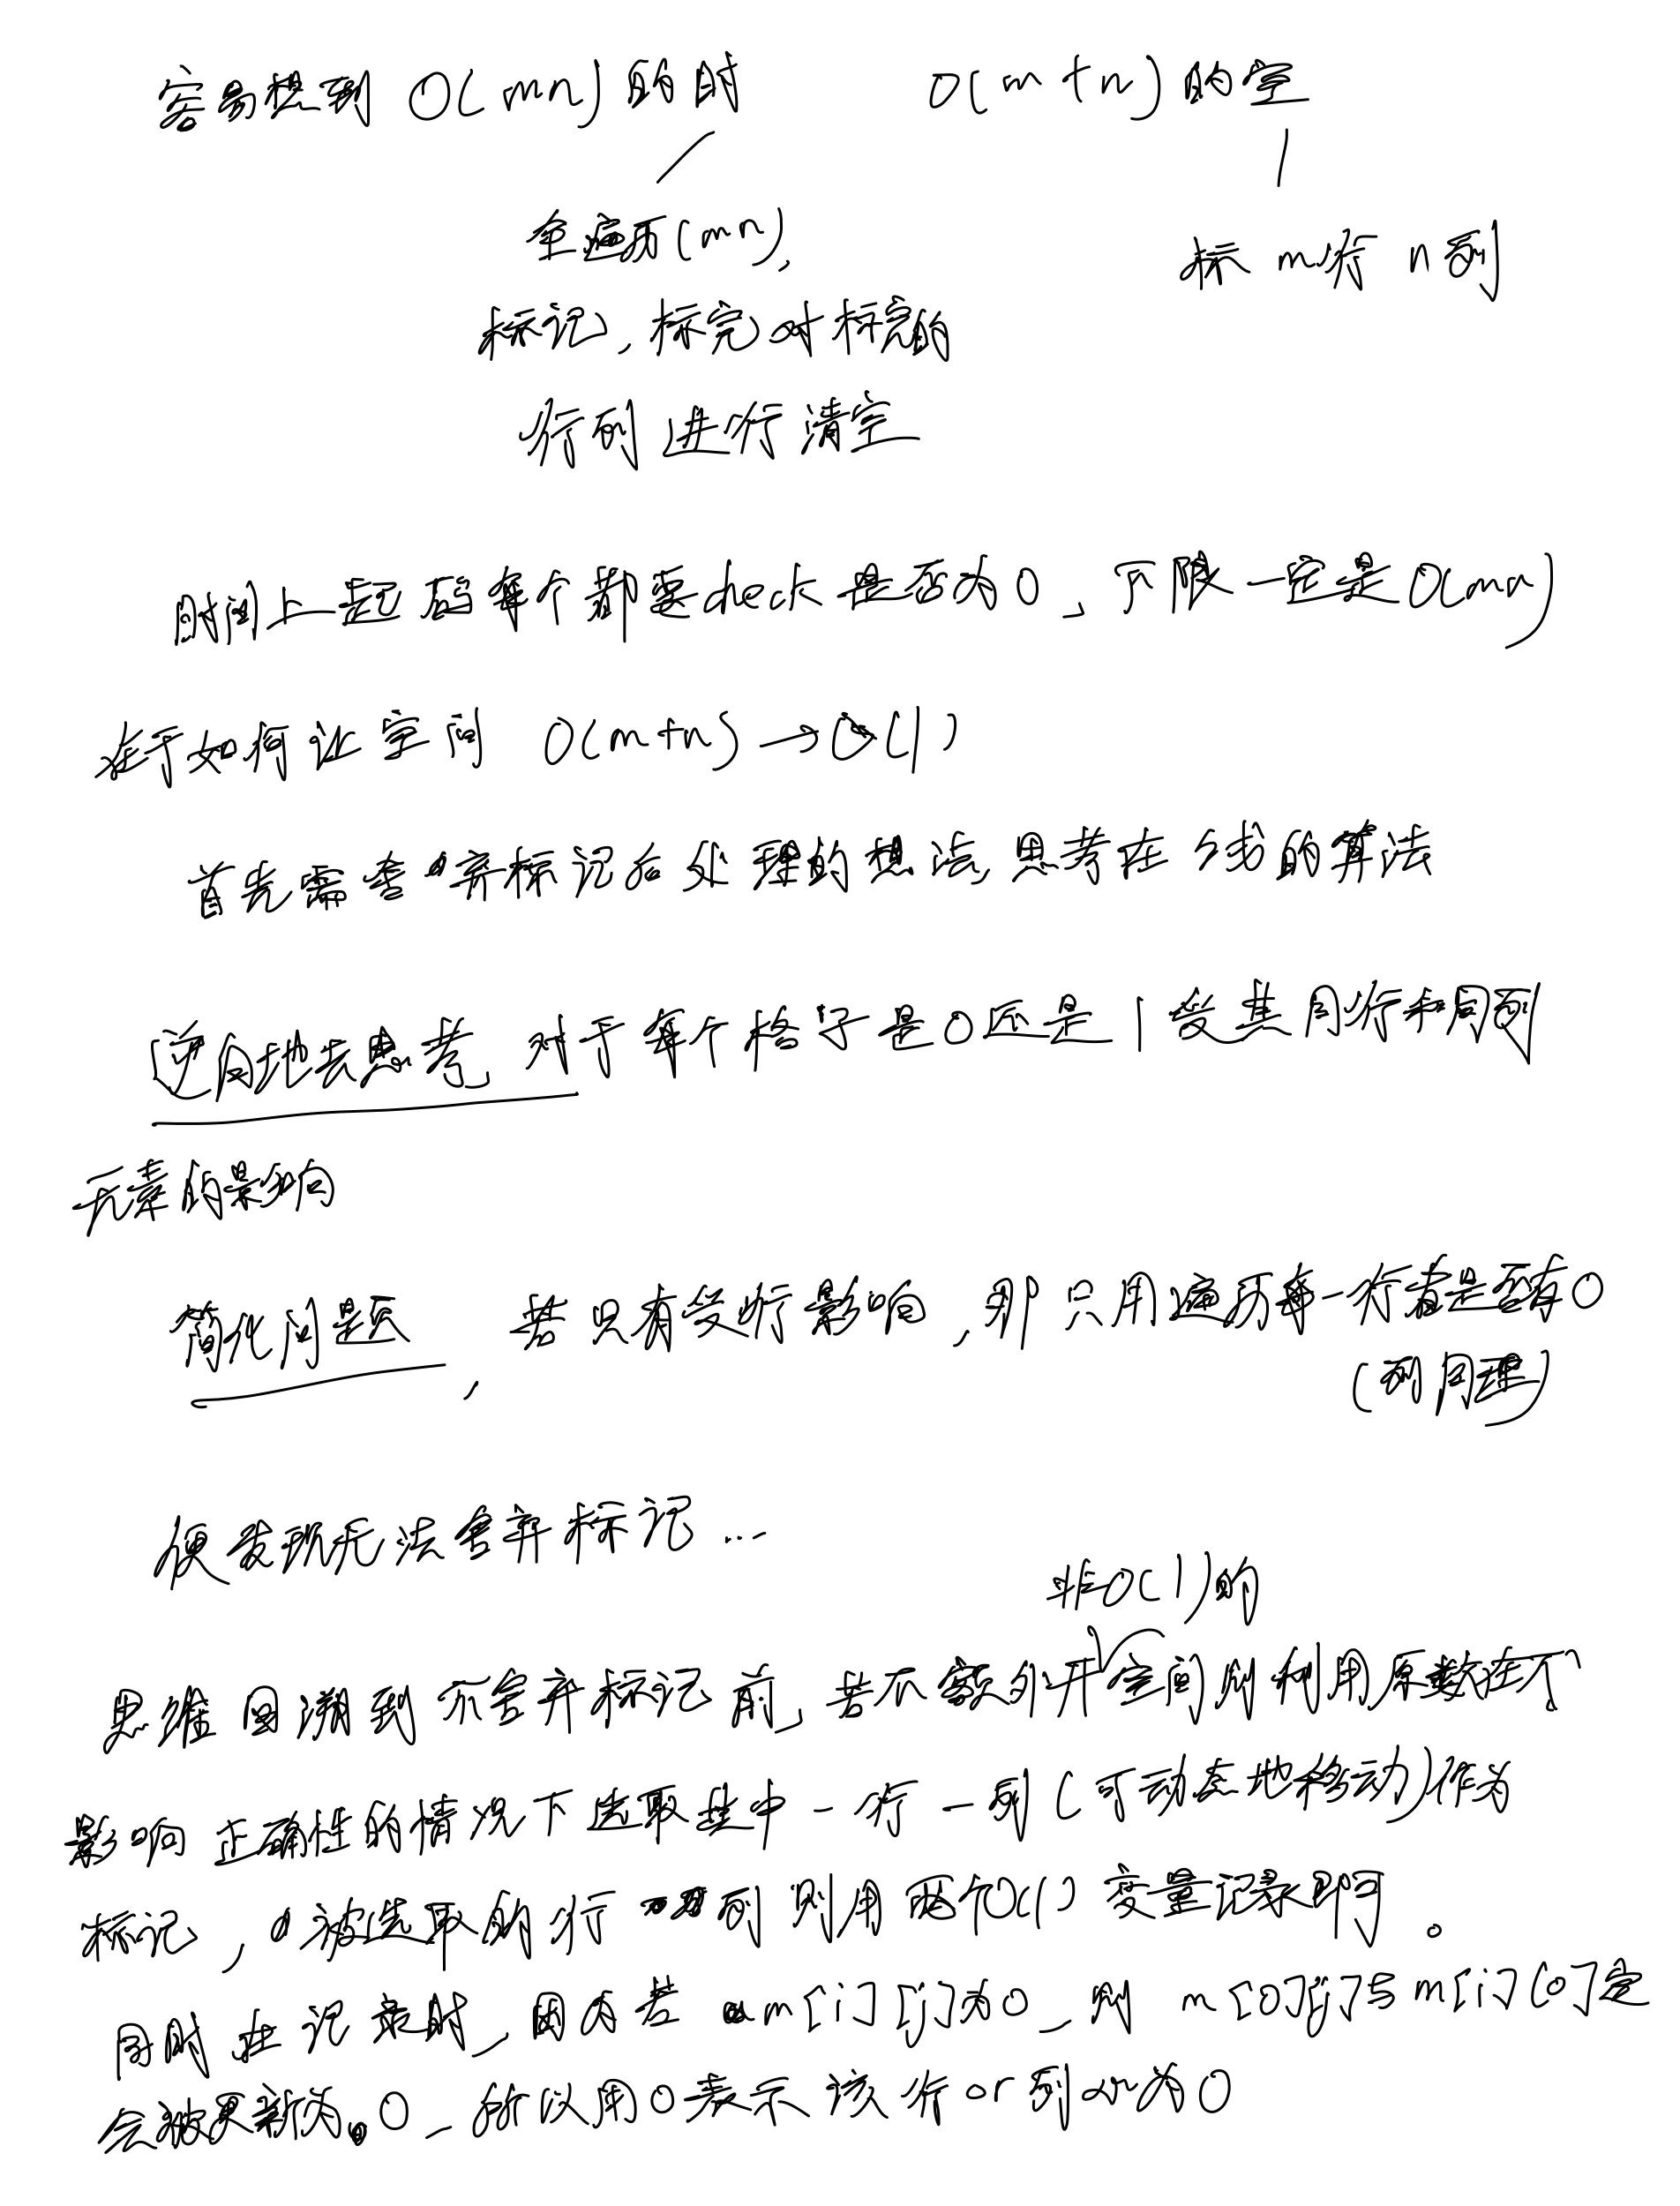 容易想到 O(mn)的时 O(m+n)的空
全遍历(mn),
标 m行 n列
标记,标完对标完的
行列进行清空
时间上起码每个都要check是否为0,下限一定是O(mn)
在于如何让空间 O(m+n)→O(1)
首先需舍弃标记后处理的想法,思考在线的算法
逆向地去思考,对于每个格子是0还是1受其同行和同列
元素的影响
简化问题,若只有受行影响,那只用遍历每一行看是否有0
(列同理)
便发现无法舍弃标记...
非O(1)的
思维回溯到不舍弃标记前,若不额外开空间则利用原数在不
影响正确性的情况下选取其中一行一列(可动态地移动)作为
标记,被选取的行列则用两个O(1)变量记录即可。
同时在记录时,因为若m[i][j]为0,则m[0][j]与m[i][0]定
会被更新为0,所以用0表示该行or列为0